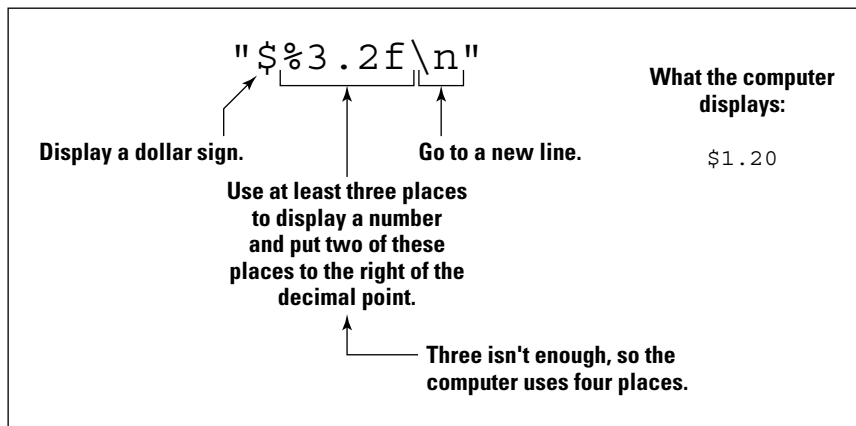 "$%3.2f\n"
Display a dollar sign.
Go to a new line.
Use at least three places
to display a number
and put two of these
places to the right of the
decimal point.
Three isn't enough, so the
computer uses four places.
What the computer
displays:
$1.20